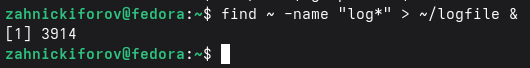 zahnickiforov@fedora:~$ find ~ -name "log*" > ~/logfile &
[1] 3914
zahnickiforov@fedora:~$